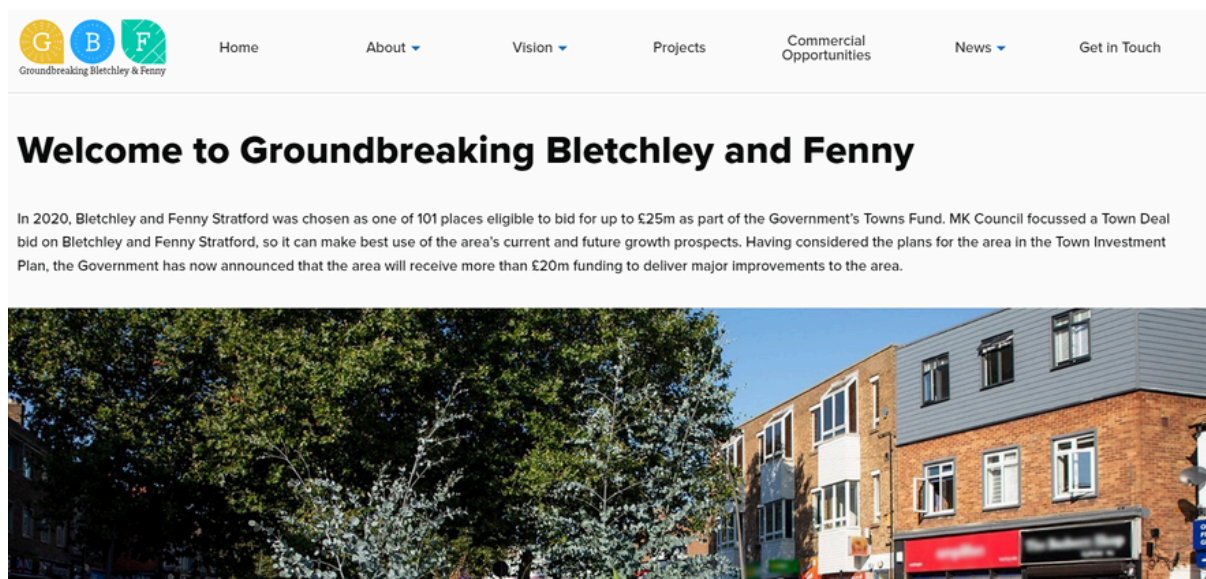 G B F
Groundbreaking Bletchley & Fenny
Home
About
Vision
Projects
Commercial
Opportunities
News
Get in Touch
Welcome to Groundbreaking Bletchley and Fenny
In 2020, Bletchley and Fenny Stratford was chosen as one of 101 places eligible to bid for up to £25m as part of the Government's Towns Fund. MK Council focussed a Town Deal
bid on Bletchley and Fenny Stratford, so it can make best use of the area's current and future growth prospects. Having considered the plans for the area in the Town Investment
Plan, the Government has now announced that the area will receive more than £20m funding to deliver major improvements to the area.